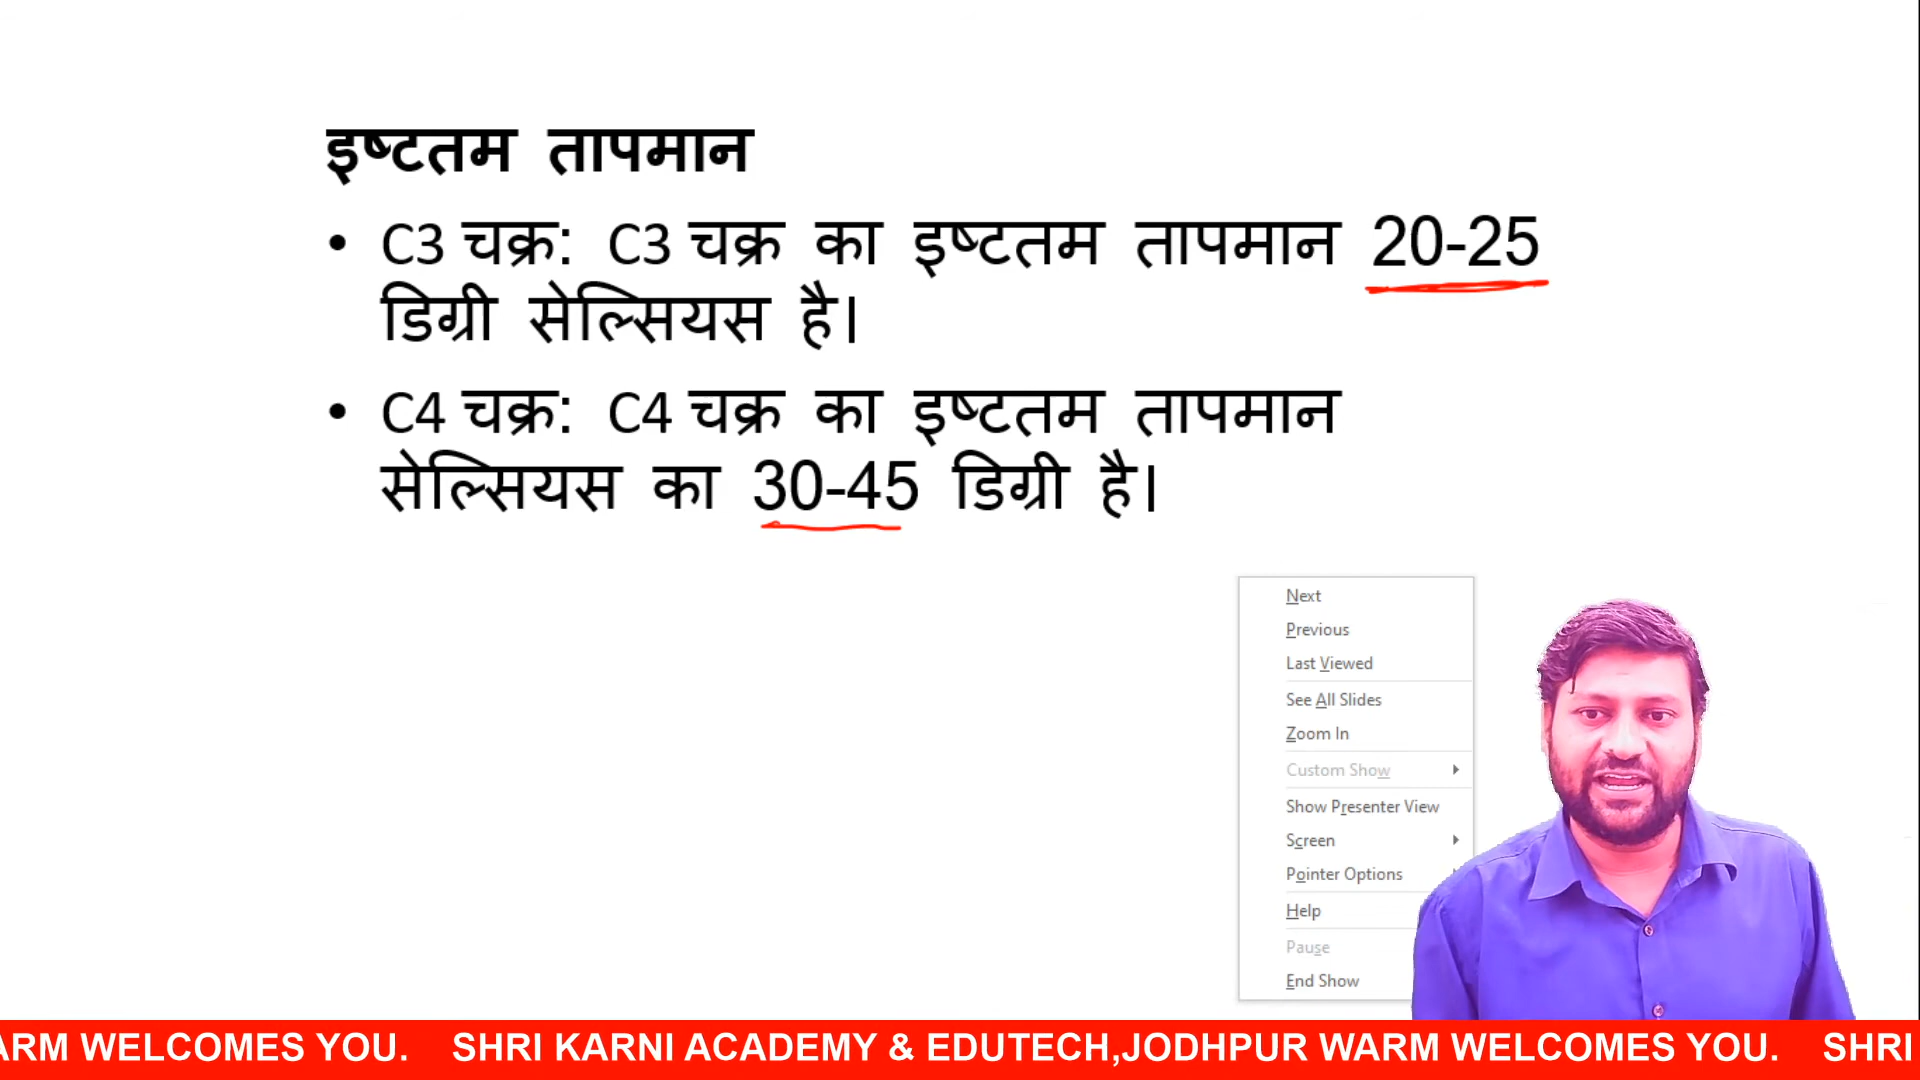 इष्टतम तापमान
• C3 चक्र: C3 चक्र का इष्टतम तापमान 20-25
डिग्री सेल्सियस है।
• C4 चक्र: C4 चक्र का इष्टतम तापमान
सेल्सियस का 30-45 डिग्री है।
Next
Previous
Last Viewed
See All Slides
Zoom In
Custom Show
Show Presenter View
Screen
Pointer Options
Help
Pause
End Show
ARM WELCOMES YOU. SHRI KARNI ACADEMY & EDUTECH,JODHPUR WARM WELCOMES YOU. SHRI